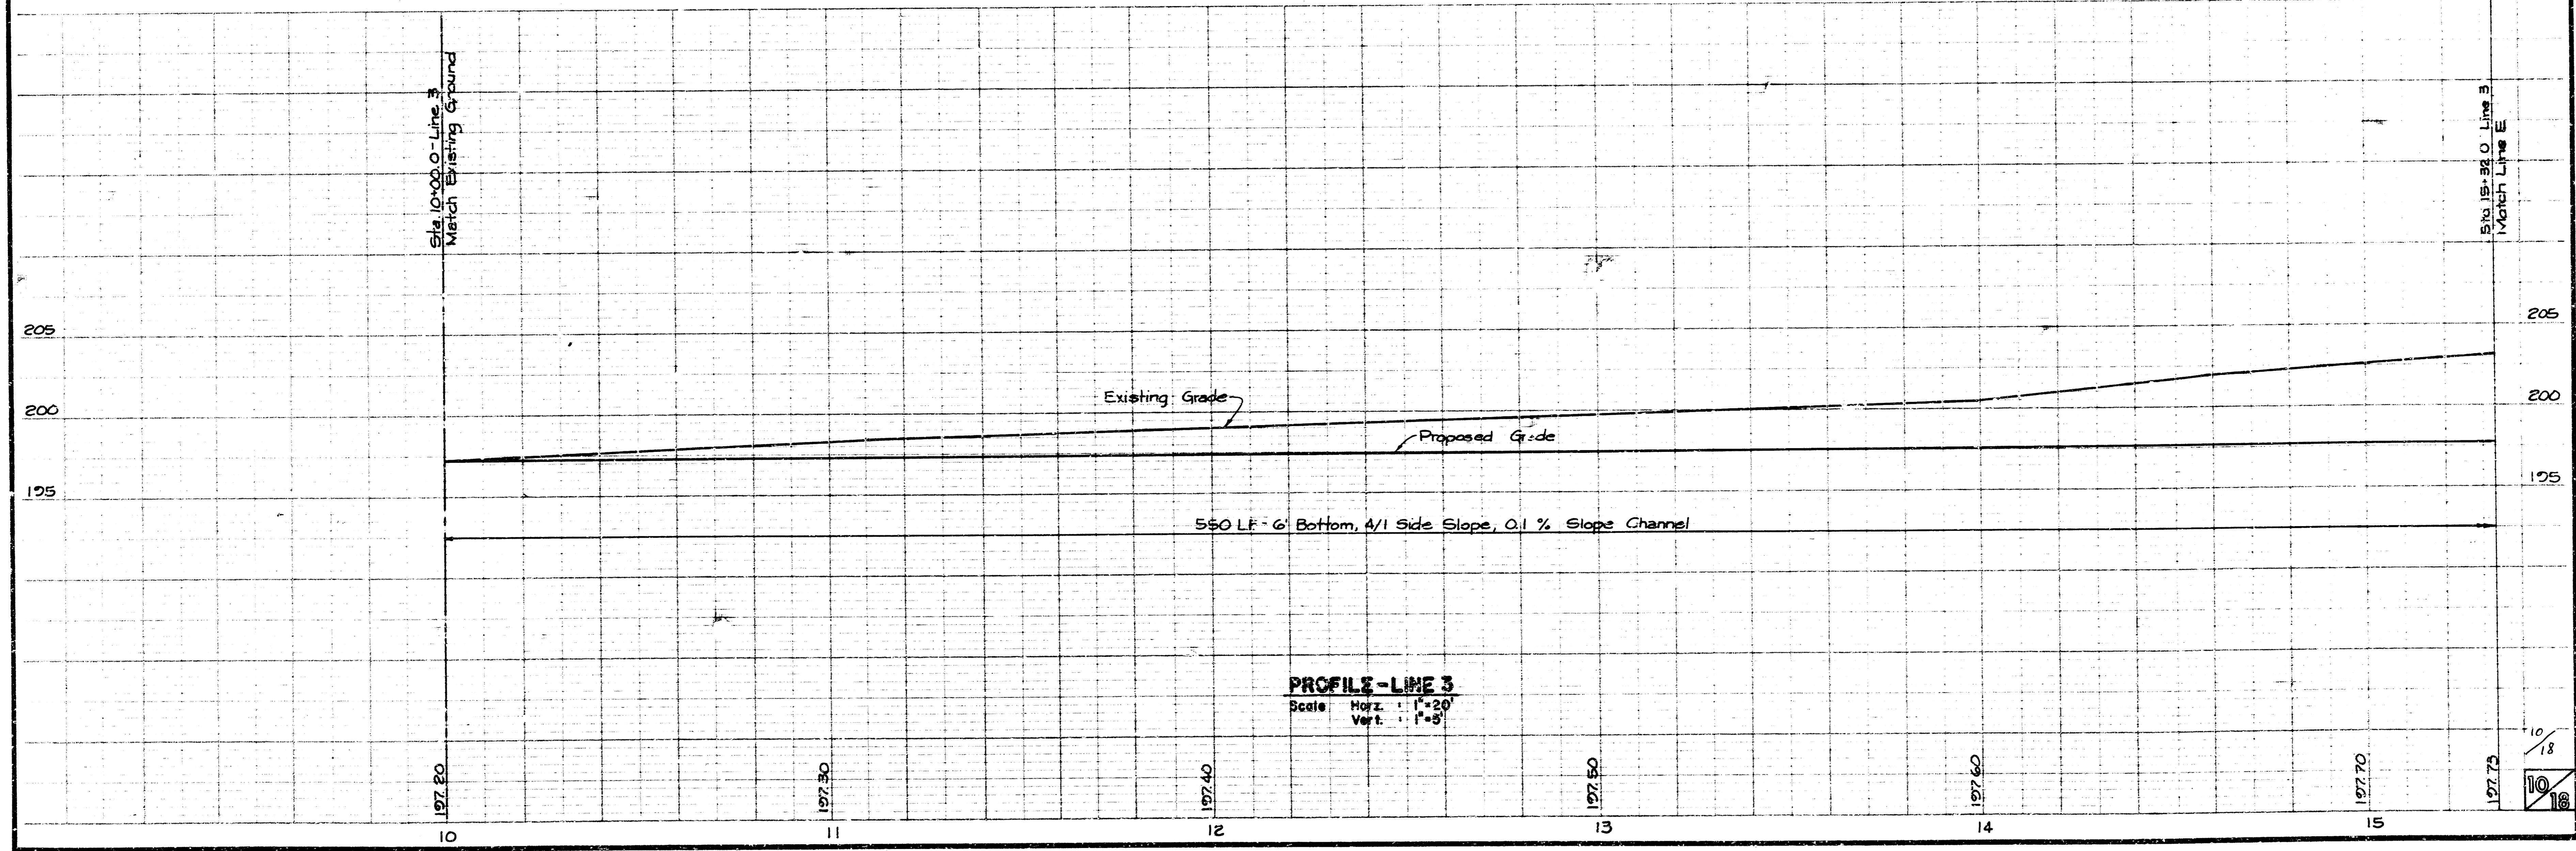 Sta. 10+00.0 - Line 3
Match Existing Ground
Sta 15+32.0 Line 3
Match Line E
205
205
Existing Grade
200
200
Proposed Grade
195
195
550 LF - 6' Bottom, 4/1 Side Slope, 0.1 % Slope Channel
PROFILE - LINE 3
Scale Horz. : 1"=20'
Vert. : 1"=5'
10/18
197.20
197.30
197.40
197.50
197.60
197.70
197.73
10/18
10
11
12
13
14
15